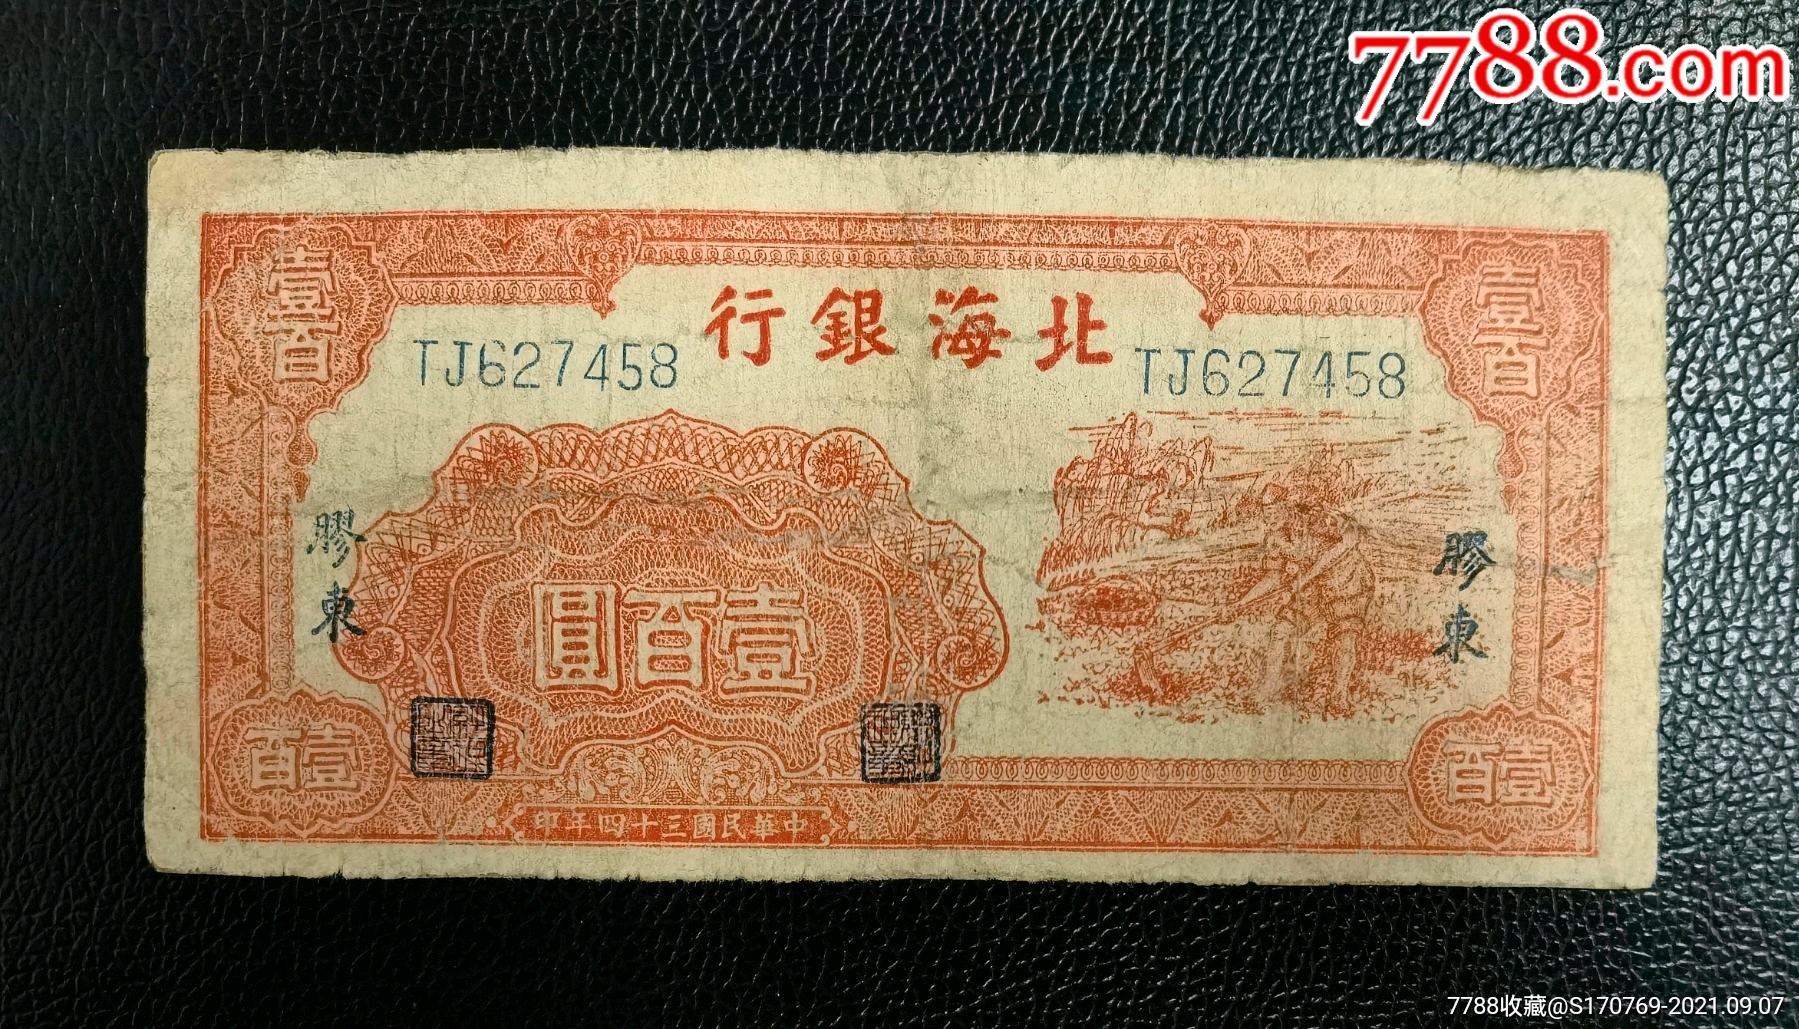 7788.com
壹百
壹百
北海銀行
TJ627458
TJ627458
膠東
膠東
壹百圓
壹百
壹百
中華民國三十四年印
7788收藏@S170769-2021.09.07